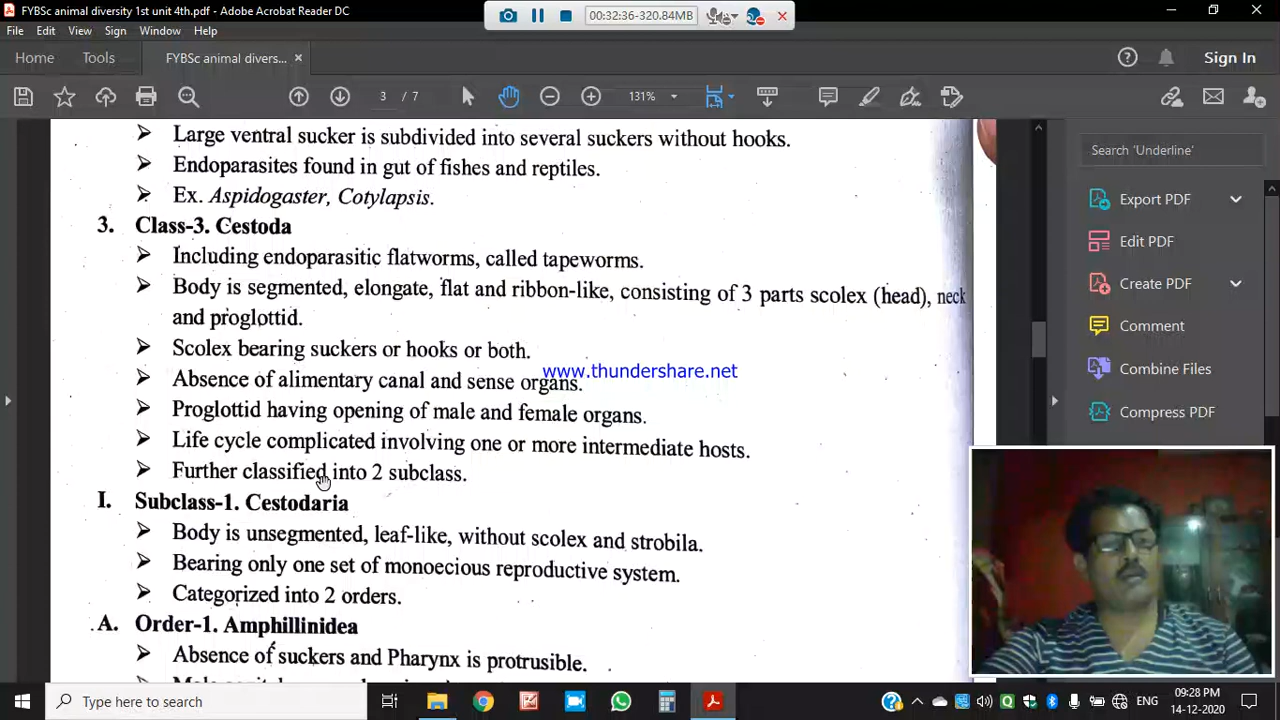 FYBSc animal diversity 1st unit 4th.pdf - Adobe Acrobat Reader DC
00:32:36-320.84MB
File Edit View Sign Window Help
Home Tools FYBSc animal divers... × Sign In
3 / 7 131%
Large ventral sucker is subdivided into several suckers without hooks.
Endoparasites found in gut of fishes and reptiles.
Ex. Aspidogaster, Cotylapsis.
3. Class-3. Cestoda
Including endoparasitic flatworms, called tapeworms.
Body is segmented, elongate, flat and ribbon-like, consisting of 3 parts scolex (head), neck
and proglottid.
Scolex bearing suckers or hooks or both.
www.thundershare.net
Absence of alimentary canal and sense organs.
Proglottid having opening of male and female organs.
Life cycle complicated involving one or more intermediate hosts.
Further classified into 2 subclass.
I. Subclass-1. Cestodaria
Body is unsegmented, leaf-like, without scolex and strobila.
Bearing only one set of monoecious reproductive system.
Categorized into 2 orders.
A. Order-1. Amphillinidea
Absence of suckers and Pharynx is protrusible.
Search 'Underline'
Export PDF
Edit PDF
Create PDF
Comment
Combine Files
Compress PDF
Type here to search
ENG
09:28 PM
14-12-2020